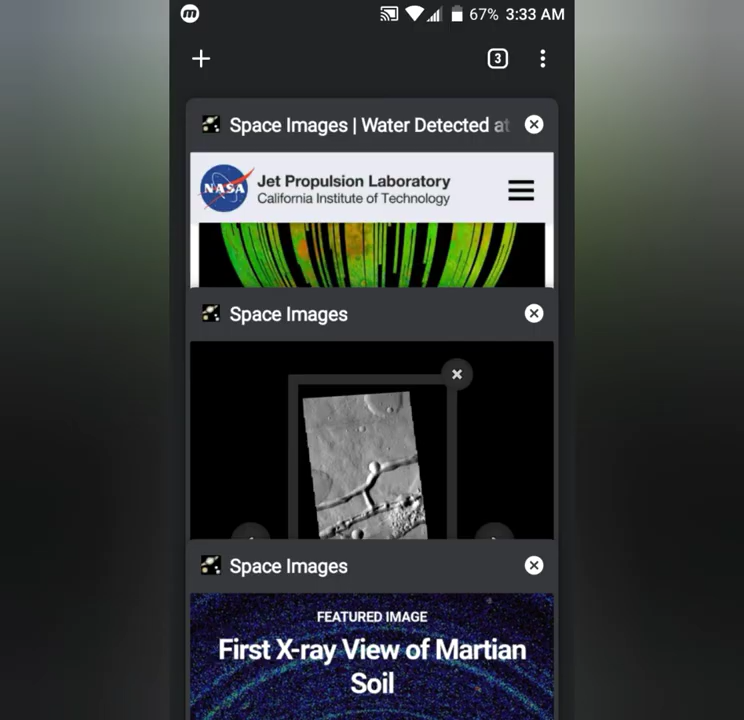 67% 3:33 AM
3
Space Images | Water Detected at
NASA
Jet Propulsion Laboratory
California Institute of Technology
Space Images
Space Images
FEATURED IMAGE
First X-ray View of Martian
Soil